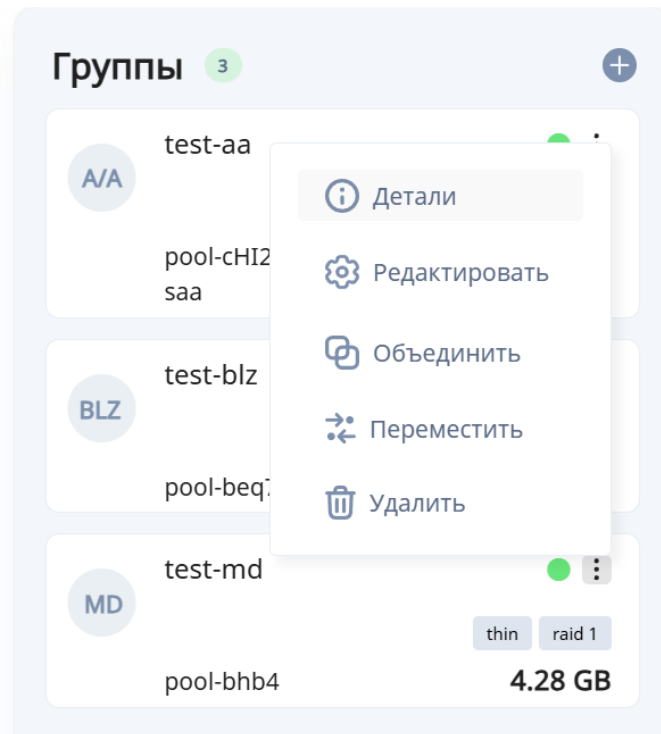 Группы 3
test-aa
A/A
Детали
pool-cHI2
saa
Редактировать
Объединить
test-blz
BLZ
Переместить
pool-beq7
Удалить
test-md
MD
thin raid 1
pool-bhb4 4.28 GB